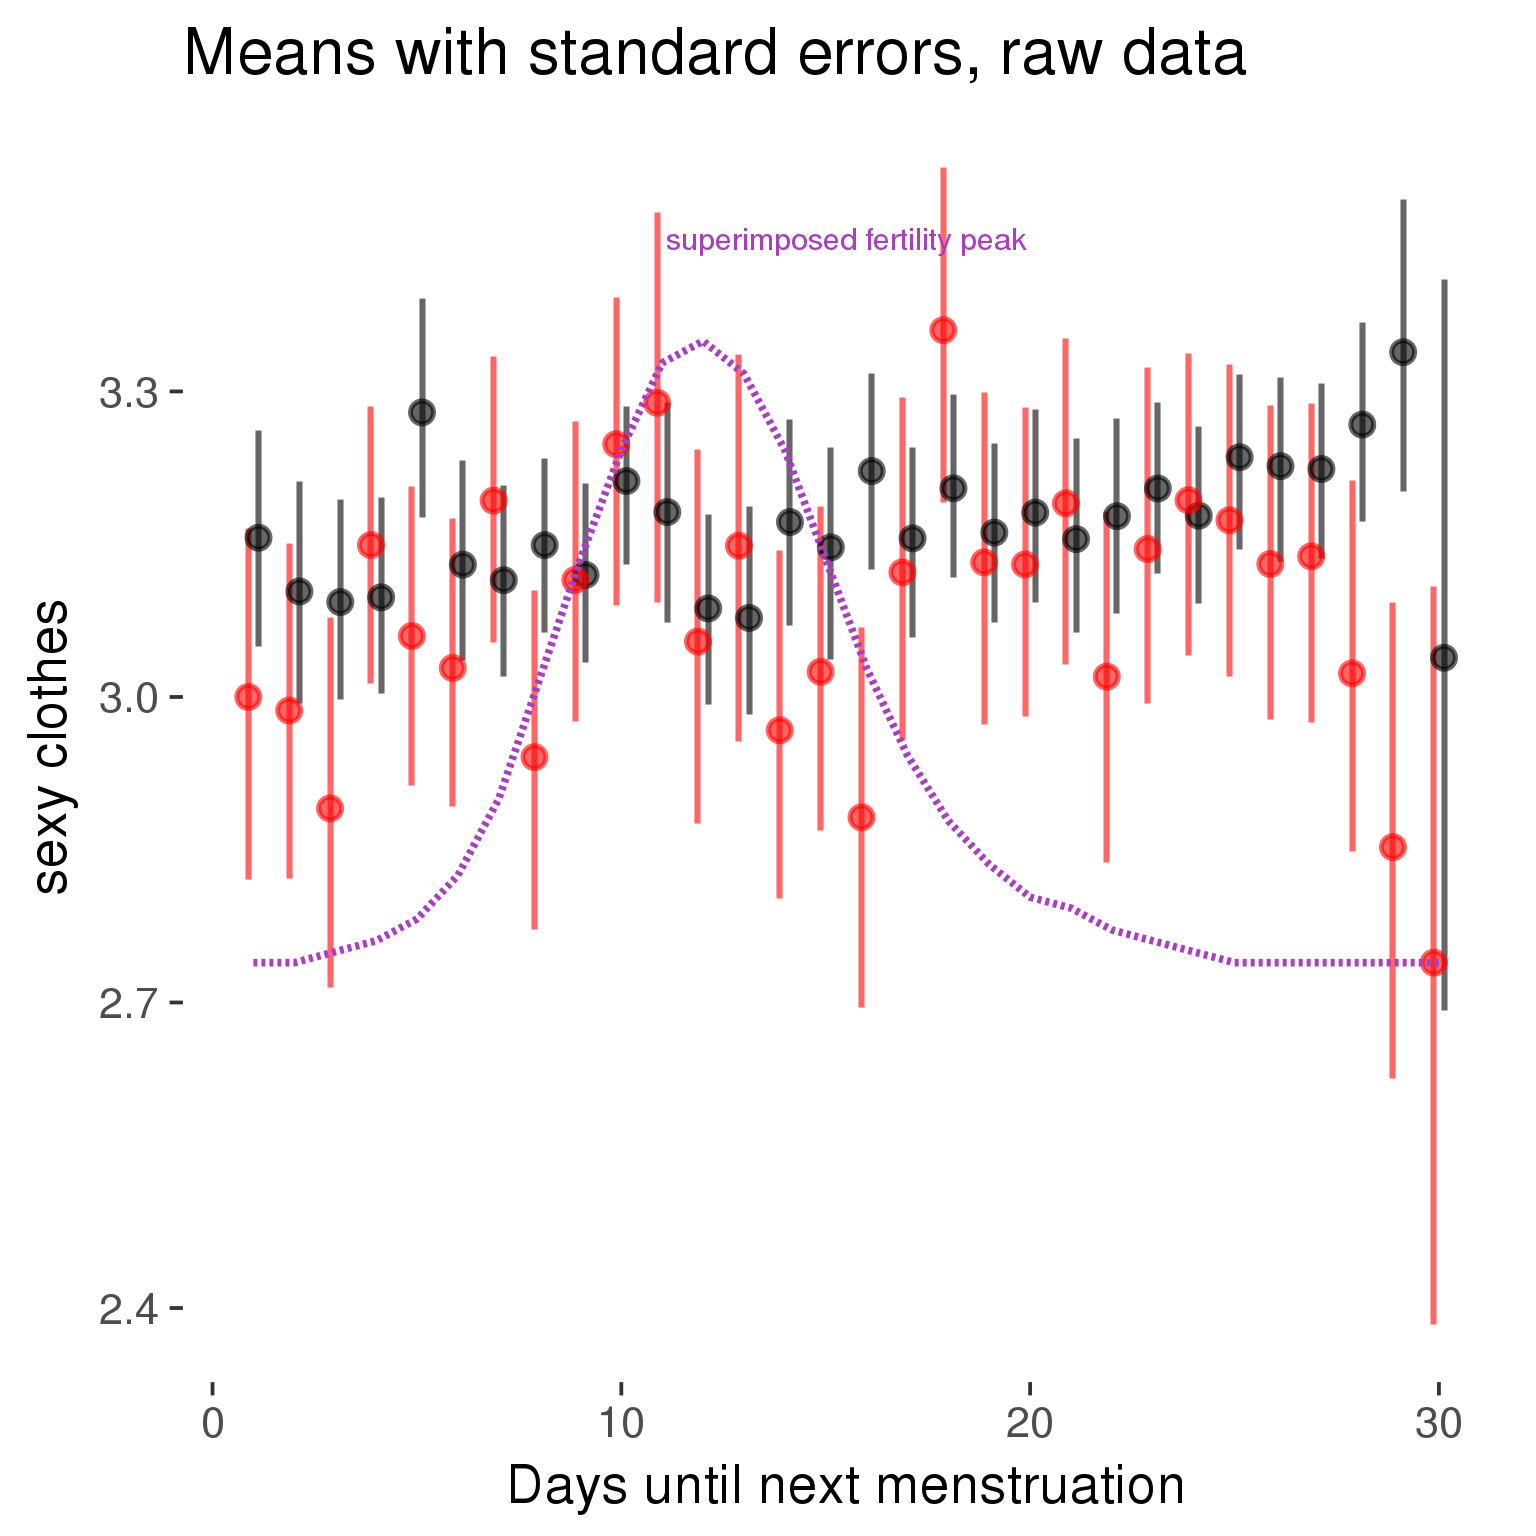 Means with standard errors, raw data
superimposed fertility peak
sexy clothes
3.3
3.0
2.7
2.4
0 10 20 30
Days until next menstruation